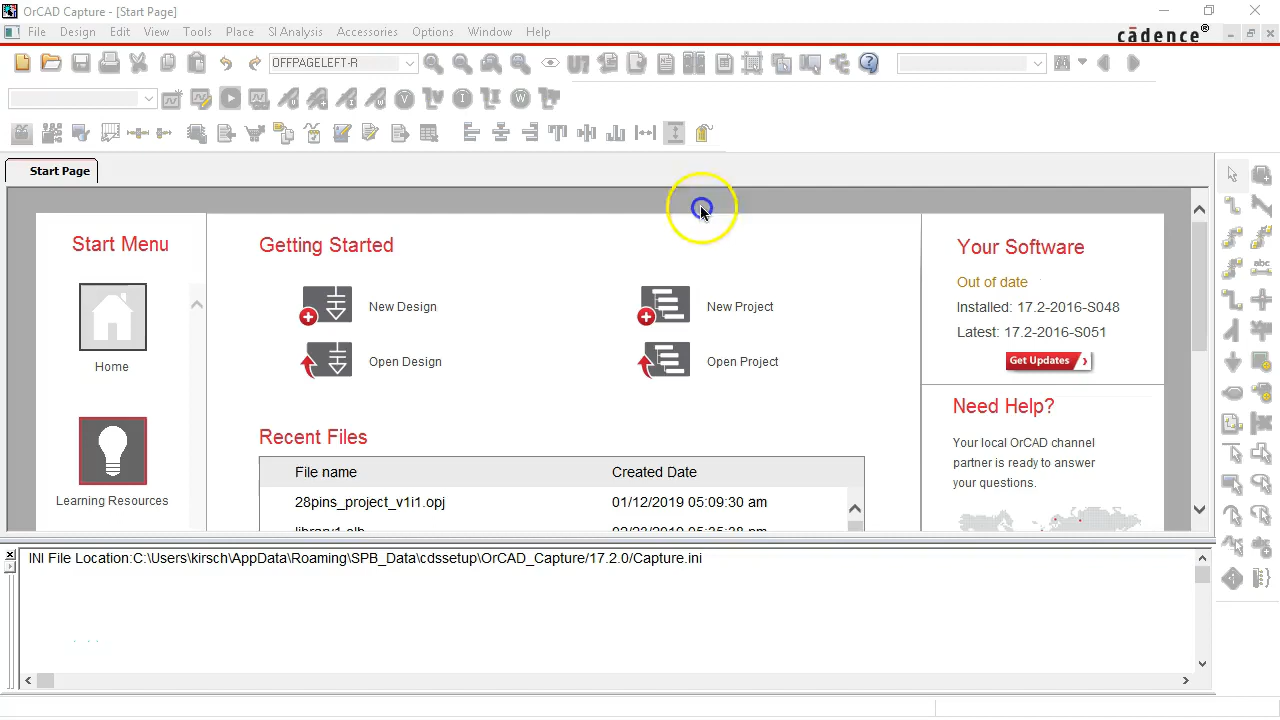 OrCAD Capture - [Start Page]
File Design Edit View Tools Place SI Analysis Accessories Options Window Help
cādence®
OFFPAGELEFT-R
Start Page
Start Menu
Home
Learning Resources
Getting Started
New Design
New Project
Open Design
Open Project
Recent Files
File name Created Date
28pins_project_v1i1.opj 01/12/2019 05:09:30 am
Your Software
Out of date
Installed: 17.2-2016-S048
Latest: 17.2-2016-S051
Get Updates
Need Help?
Your local OrCAD channel
partner is ready to answer
your questions.
INI File Location:C:\Users\kirsch\AppData\Roaming\SPB_Data\cdssetup\OrCAD_Capture/17.2.0/Capture.ini